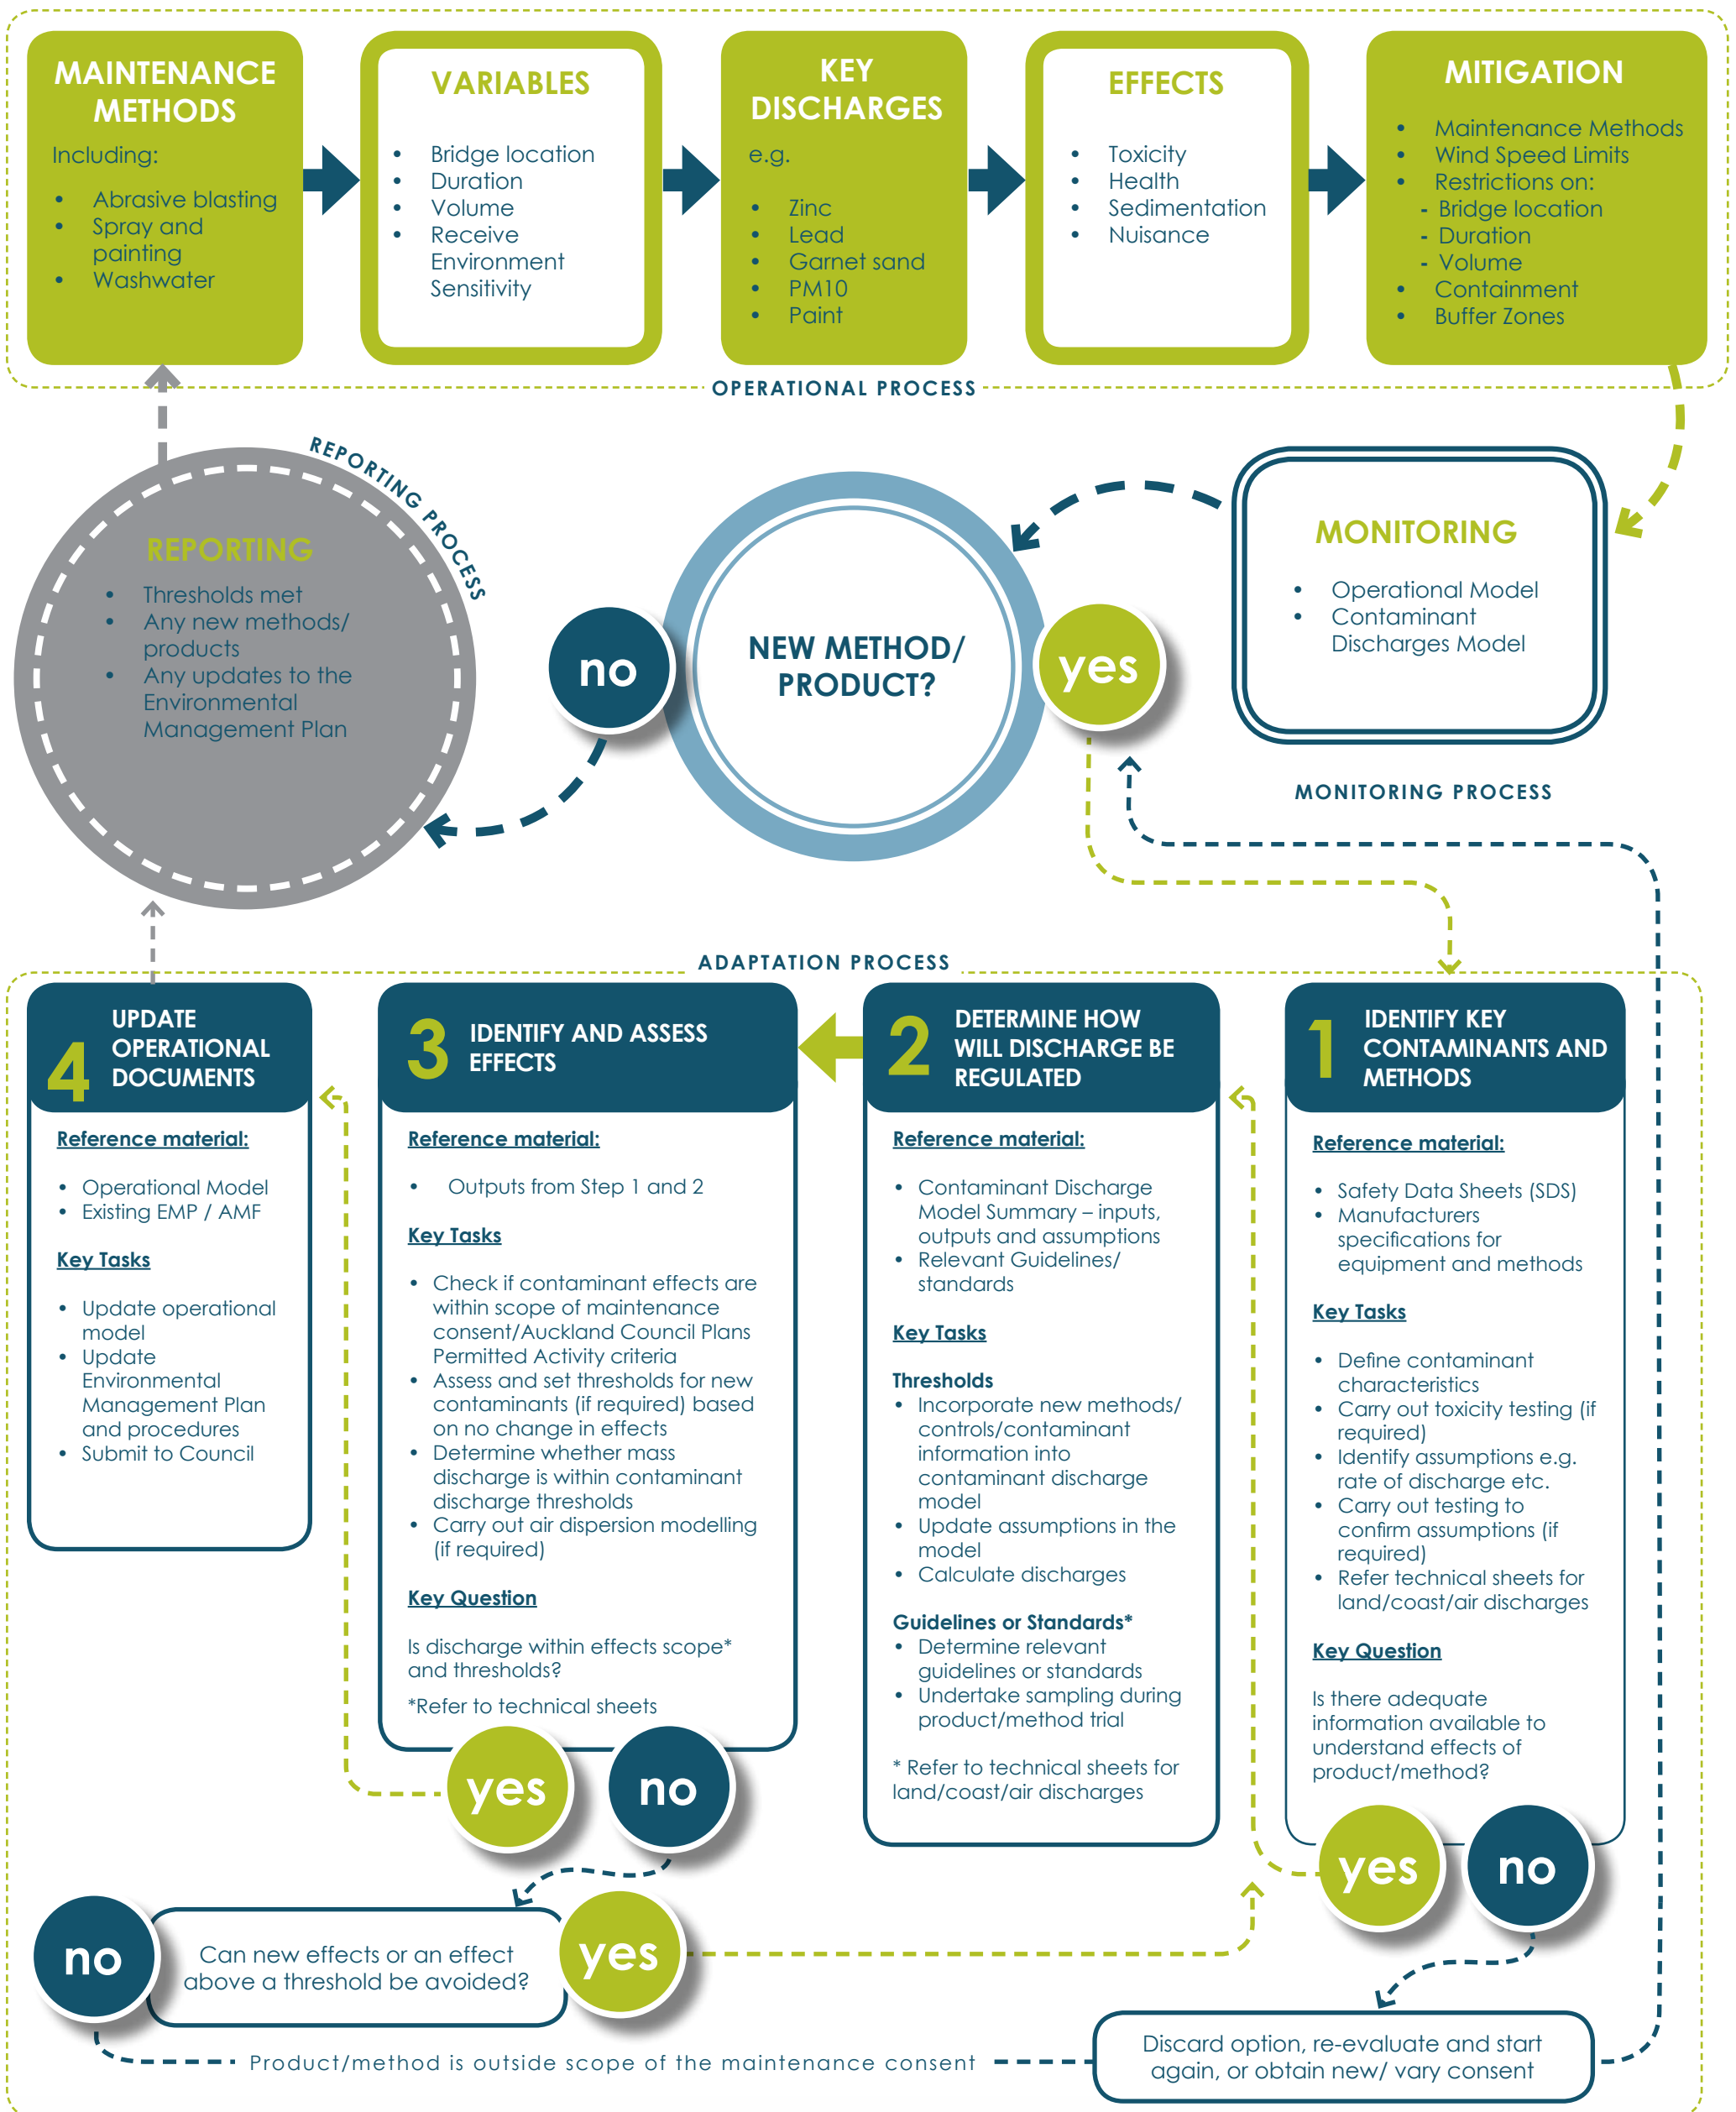 MAINTENANCE
METHODS
Including:
• Abrasive blasting
• Spray and
painting
• Washwater
VARIABLES
• Bridge location
• Duration
• Volume
• Receive
Environment
Sensitivity
KEY
DISCHARGES
e.g.
• Zinc
• Lead
• Garnet sand
• PM10
• Paint
EFFECTS
• Toxicity
• Health
• Sedimentation
• Nuisance
MITIGATION
• Maintenance Methods
• Wind Speed Limits
• Restrictions on:
- Bridge location
- Duration
- Volume
• Containment
• Buffer Zones
OPERATIONAL PROCESS
REPORTING PROCESS
REPORTING
• Thresholds met
• Any new methods/
products
• Any updates to the
Environmental
Management Plan
no
NEW METHOD/
PRODUCT?
yes
MONITORING
• Operational Model
• Contaminant
Discharges Model
MONITORING PROCESS
ADAPTATION PROCESS
4
UPDATE
OPERATIONAL
DOCUMENTS
Reference material:
• Operational Model
• Existing EMP / AMF
Key Tasks
• Update operational
model
• Update
Environmental
Management Plan
and procedures
• Submit to Council
3
IDENTIFY AND ASSESS
EFFECTS
Reference material:
• Outputs from Step 1 and 2
Key Tasks
• Check if contaminant effects are
within scope of maintenance
consent/Auckland Council Plans
Permitted Activity criteria
• Assess and set thresholds for new
contaminants (if required) based
on no change in effects
• Determine whether mass
discharge is within contaminant
discharge thresholds
• Carry out air dispersion modelling
(if required)
Key Question
Is discharge within effects scope*
and thresholds?
*Refer to technical sheets
yes
no
2
DETERMINE HOW
WILL DISCHARGE BE
REGULATED
Reference material:
• Contaminant Discharge
Model Summary – inputs,
outputs and assumptions
• Relevant Guidelines/
standards
Key Tasks
Thresholds
• Incorporate new methods/
controls/contaminant
information into
contaminant discharge
model
• Update assumptions in the
model
• Calculate discharges
Guidelines or Standards*
• Determine relevant
guidelines or standards
• Undertake sampling during
product/method trial
* Refer to technical sheets for
land/coast/air discharges
1
IDENTIFY KEY
CONTAMINANTS AND
METHODS
Reference material:
• Safety Data Sheets (SDS)
• Manufacturers
specifications for
equipment and methods
Key Tasks
• Define contaminant
characteristics
• Carry out toxicity testing (if
required)
• Identify assumptions e.g.
rate of discharge etc.
• Carry out testing to
confirm assumptions (if
required)
• Refer technical sheets for
land/coast/air discharges
Key Question
Is there adequate
information available to
understand effects of
product/method?
yes
no
no
Can new effects or an effect
above a threshold be avoided?
yes
Product/method is outside scope of the maintenance consent
Discard option, re-evaluate and start
again, or obtain new/ vary consent